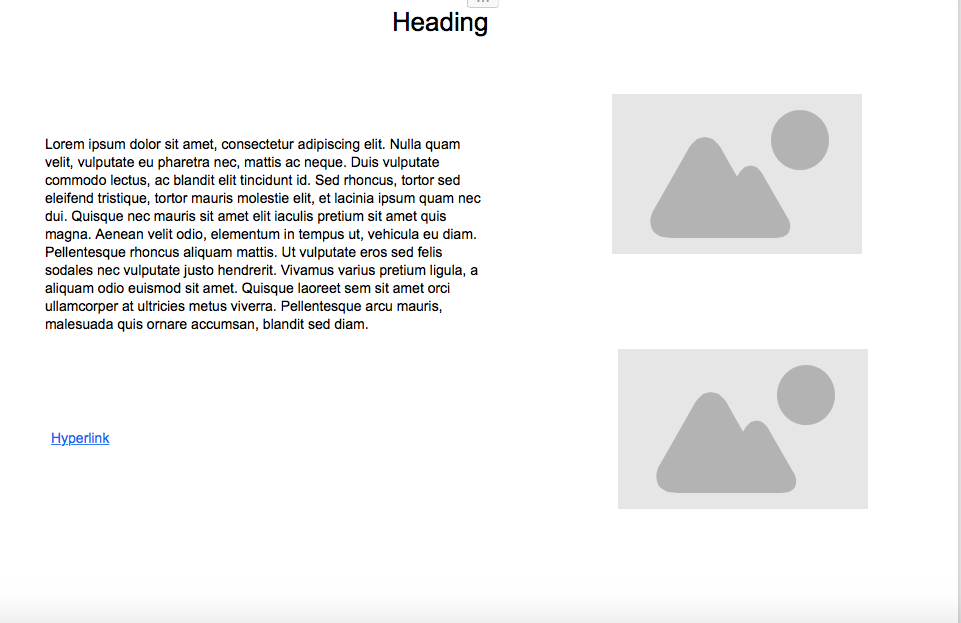 Heading
Lorem ipsum dolor sit amet, consectetur adipiscing elit. Nulla quam
velit, vulputate eu pharetra nec, mattis ac neque. Duis vulputate
commodo lectus, ac blandit elit tincidunt id. Sed rhoncus, tortor sed
eleifend tristique, tortor mauris molestie elit, et lacinia ipsum quam nec
dui. Quisque nec mauris sit amet elit iaculis pretium sit amet quis
magna. Aenean velit odio, elementum in tempus ut, vehicula eu diam.
Pellentesque rhoncus aliquam mattis. Ut vulputate eros sed felis
sodales nec vulputate justo hendrerit. Vivamus varius pretium ligula, a
aliquam odio euismod sit amet. Quisque laoreet sem sit amet orci
ullamcorper at ultricies metus viverra. Pellentesque arcu mauris,
malesuada quis ornare accumsan, blandit sed diam.
Hyperlink